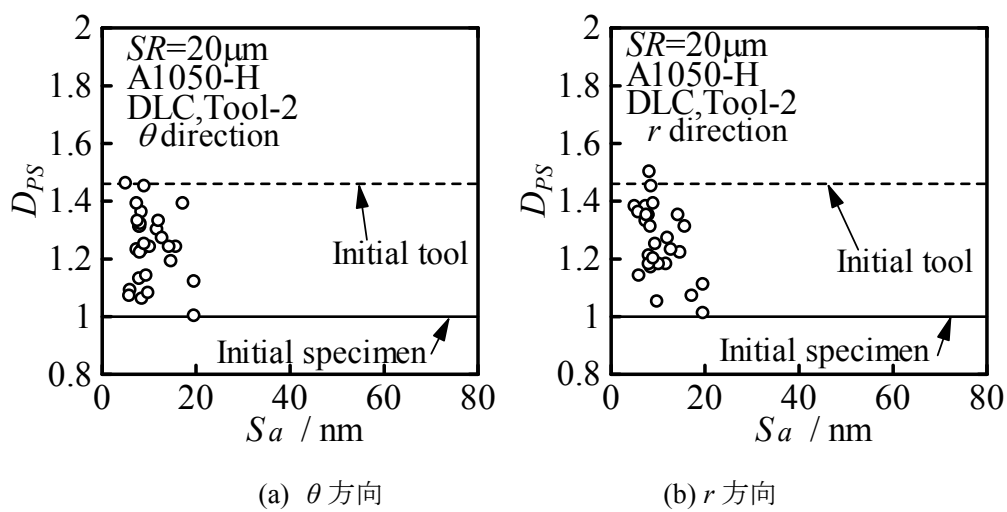 2
SR=20μm
A1050-H
DLC,Tool-2
θ direction
1.8
1.6
1.4
1.2
1
0.8
D_PS
Initial tool
Initial specimen
0 20 40 60 80
Sa / nm
(a) θ 方向
2
SR=20μm
A1050-H
DLC,Tool-2
r direction
1.8
1.6
1.4
1.2
1
0.8
D_PS
Initial tool
Initial specimen
0 20 40 60 80
Sa / nm
(b) r 方向